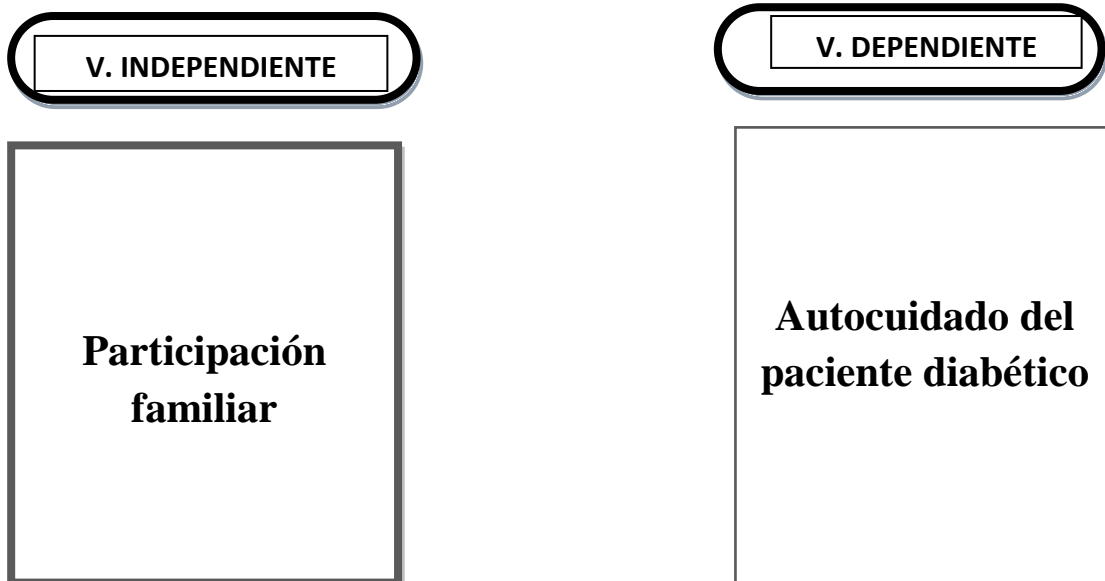 V. INDEPENDIENTE
V. DEPENDIENTE
Participación
familiar
Autocuidado del
paciente diabético